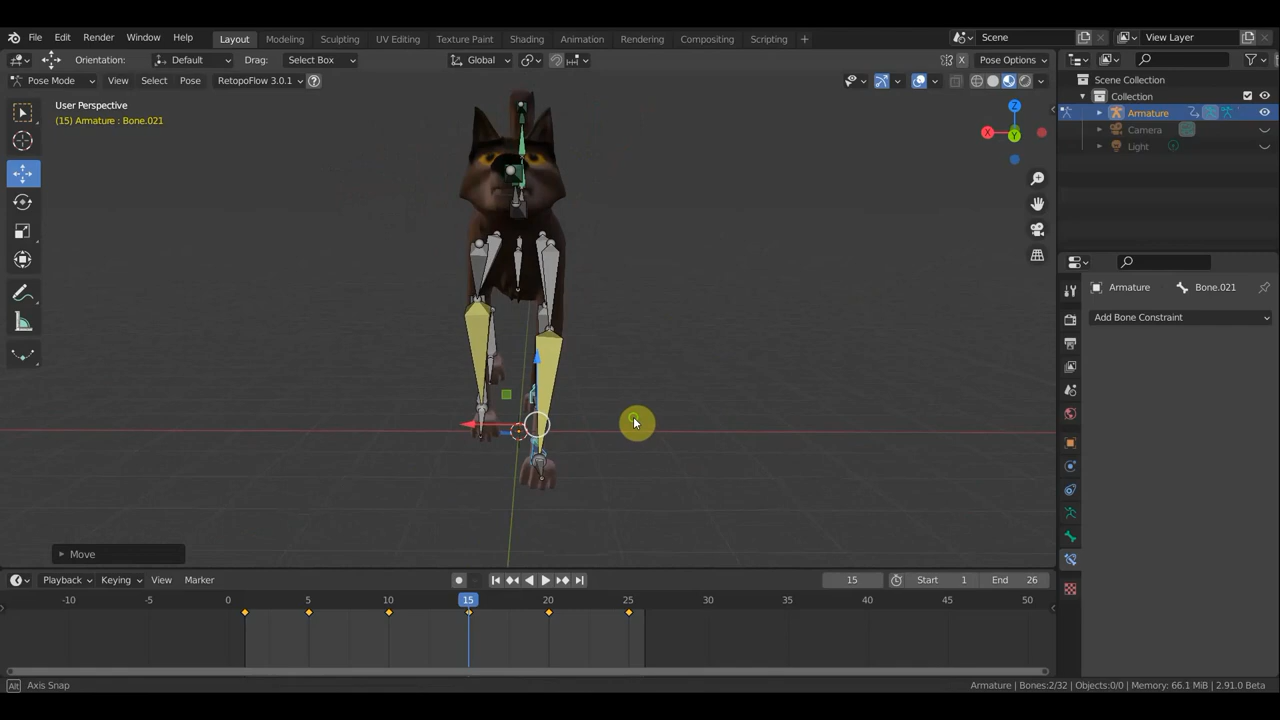 File Edit Render Window Help Layout Modeling Sculpting UV Editing Texture Paint Shading Animation Rendering Compositing Scripting + Scene View Layer
Orientation: Default Drag: Select Box Global X Pose Options
Pose Mode View Select Pose RetopoFlow 3.0.1 ?
Scene Collection
Collection
Armature
Camera
Light
User Perspective
(15) Armature : Bone.021
Z
X
Y
Armature Bone.021
Add Bone Constraint
Move
Playback Keying View Marker 15 Start 1 End 26
-10 -5 0 5 10 15 20 25 30 35 40 45 50
Alt Axis Snap Armature | Bones:2/32 | Objects:0/0 | Memory: 66.1 MiB | 2.91.0 Beta